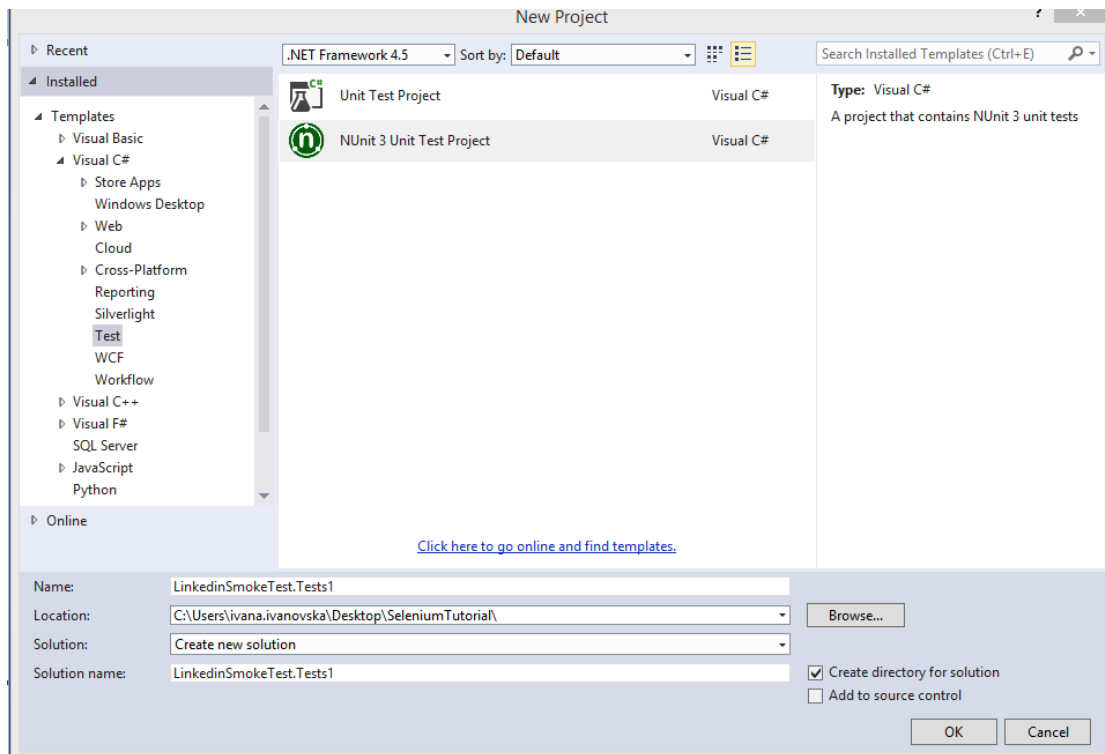 New Project
?
Recent
.NET Framework 4.5
Sort by: Default
Search Installed Templates (Ctrl+E)
Installed
Templates
Visual Basic
Visual C#
Store Apps
Windows Desktop
Web
Cloud
Cross-Platform
Reporting
Silverlight
Test
WCF
Workflow
Visual C++
Visual F#
SQL Server
JavaScript
Python
Online
C#
Unit Test Project Visual C#
n
NUnit 3 Unit Test Project Visual C#
Click here to go online and find templates.
Type: Visual C#
A project that contains NUnit 3 unit tests
Name: LinkedinSmokeTest.Tests1
Location: C:\Users\ivana.ivanovska\Desktop\SeleniumTutorial\ Browse...
Solution: Create new solution
Solution name: LinkedinSmokeTest.Tests1
Create directory for solution
Add to source control
OK Cancel